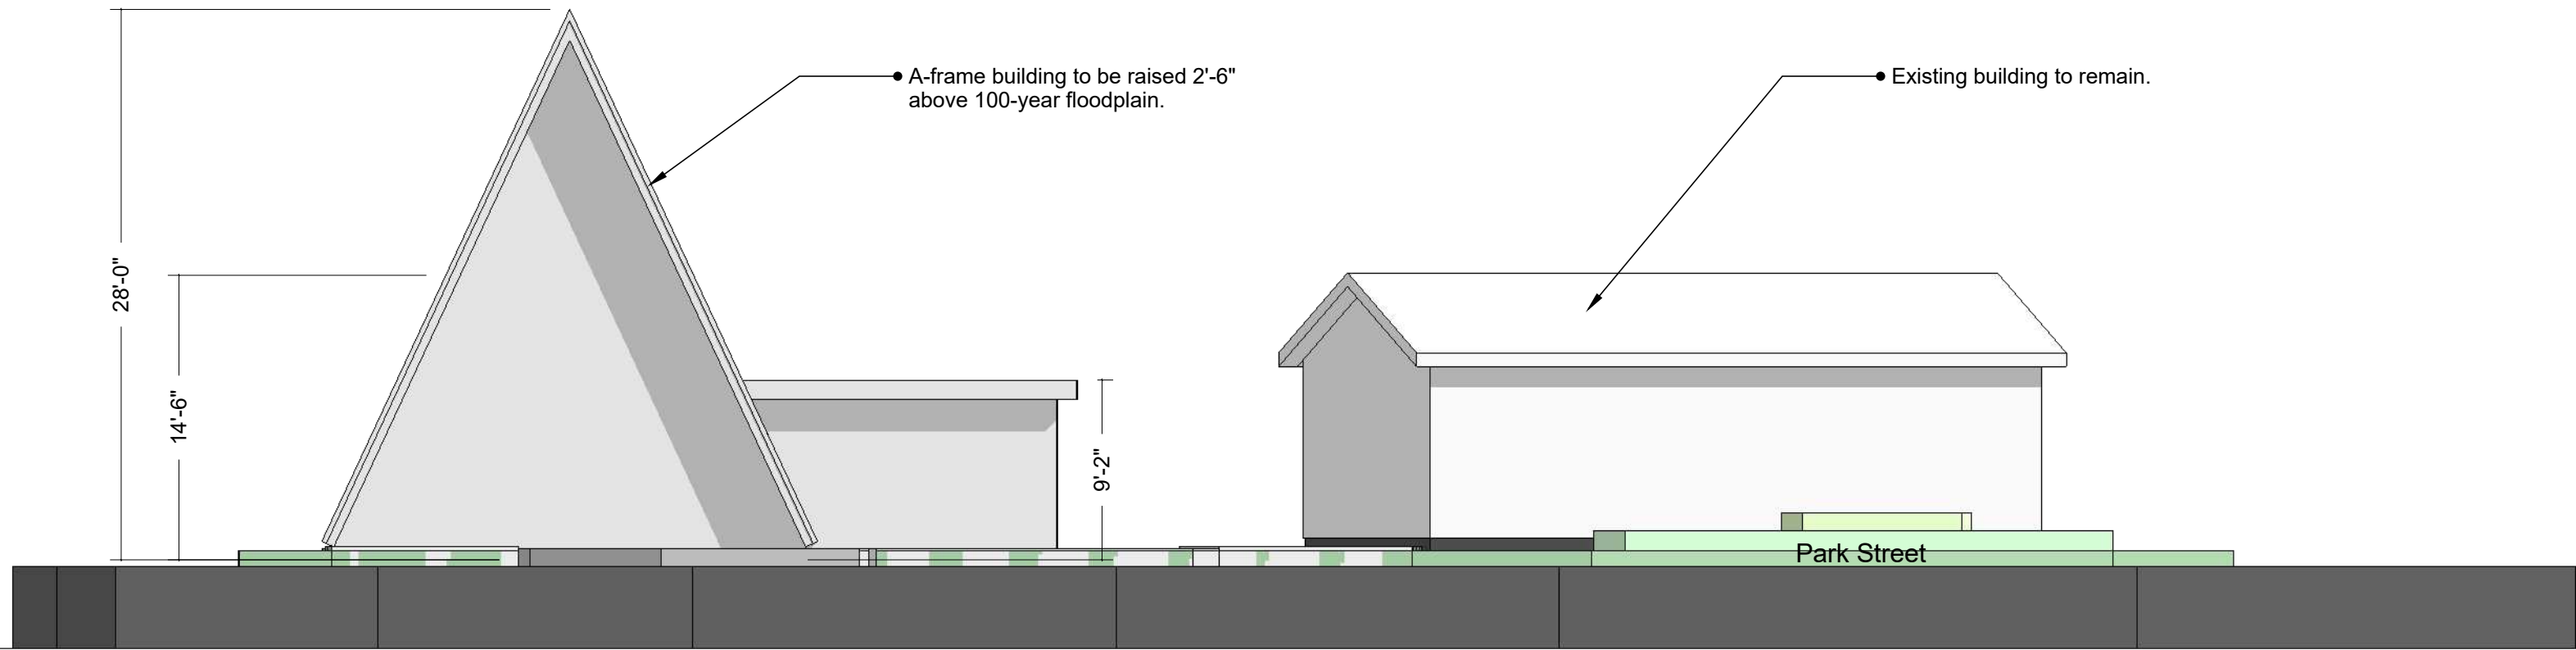 A-frame building to be raised 2'-6"
above 100-year floodplain.
Existing building to remain.
28'-0"
14'-6"
9'-2"
Park Street